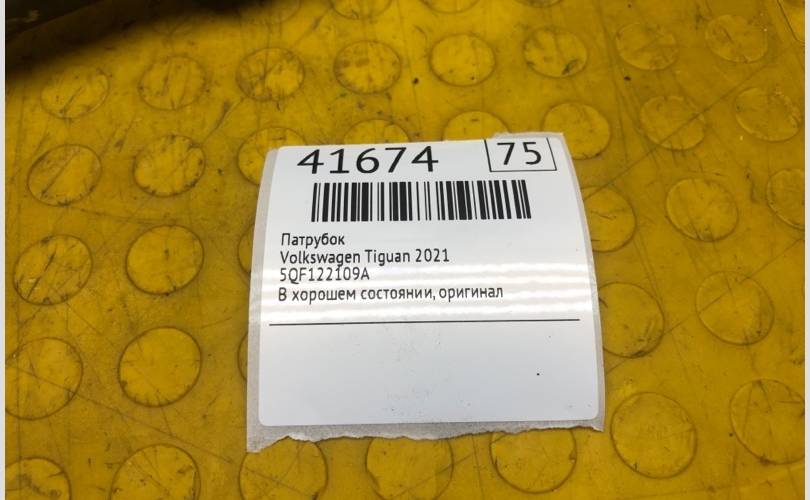 41674 75
Патрубок
Volkswagen Tiguan 2021
5QF122109A
В хорошем состоянии, оригинал